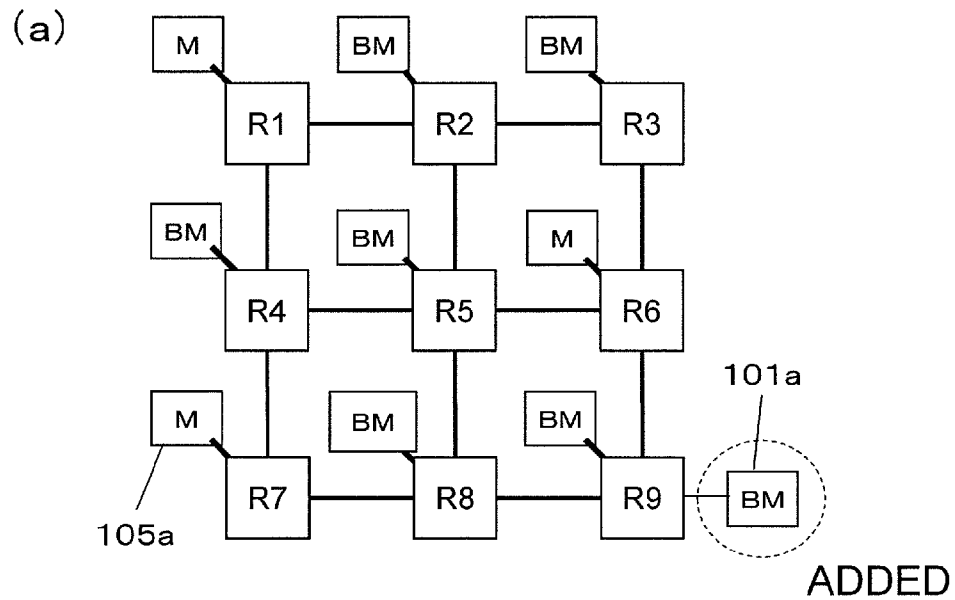 (a)
M BM BM
R1 R2 R3
BM BM M
R4 R5 R6
101a
M BM BM
R7 R8 R9 BM
105a
ADDED